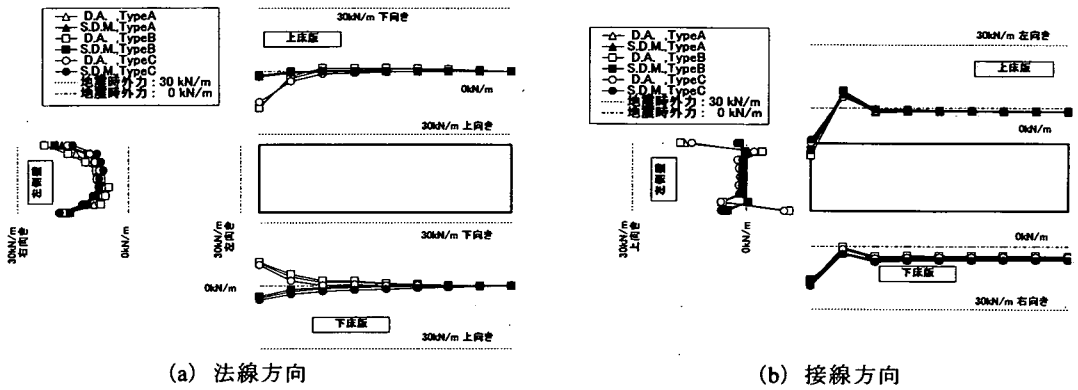 D.A. ,TypeA
S.D.M.,TypeA
D.A. ,TypeB
S.D.M.,TypeB
D.A. ,TypeC
S.D.M.,TypeC
地震時外力: 30 kN/m
地震時外力: 0 kN/m
30kN/m 下向き
上床版
0kN/m
30kN/m 上向き
左側壁
30kN/m
右向き
0kN/m
30kN/m
左向き
30kN/m 下向き
0kN/m
下床版
30kN/m 上向き
(a) 法線方向
D.A. ,TypeA
S.D.M.,TypeA
D.A. ,TypeB
S.D.M.,TypeB
D.A. ,TypeC
S.D.M.,TypeC
地震時外力: 30 kN/m
地震時外力: 0 kN/m
30kN/m 左向き
上床版
0kN/m
左側壁
30kN/m
上向き
0kN/m
0kN/m
下床版
30kN/m 右向き
(b) 接線方向